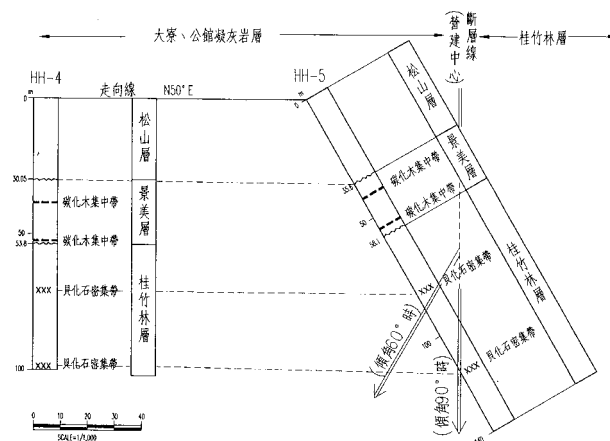 大寮、公館凝灰岩層
斷層線
(營建中心)
桂竹林層
HH-4
走向線 N50°E
HH-5
m
0
松山層
30.05
碳化木集中帶
景美層
50
碳化木集中帶
53.8
桂竹林層
貝化石密集帶
XXX
貝化石密集帶
XXX
100
m
0
松山層
景美層
碳化木集中帶
碳化木集中帶
50
桂竹林層
XXX
貝化石密集帶
100
XXX
貝化石密集帶
(傾角60°時)
(傾角90°時)
0 10 20 30 40
SCALE=1/1,000